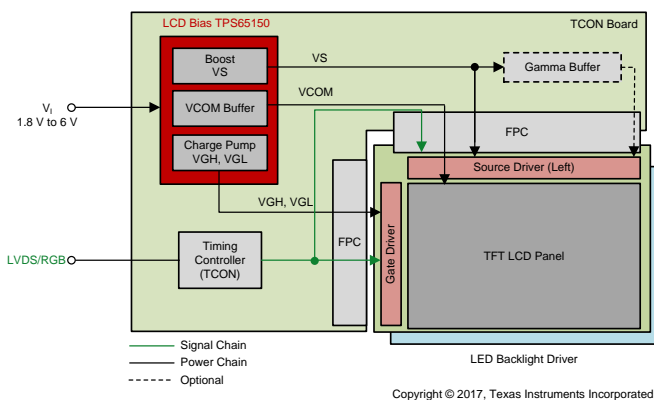 LCD Bias TPS65150
TCON Board
Boost
VS
VS
Gamma Buffer
VCOM
VCOM Buffer
VI
1.8 V to 6 V
Charge Pump
VGH, VGL
FPC
Source Driver (Left)
VGH, VGL
FPC
Gate Driver
TFT LCD Panel
LVDS/RGB
Timing
Controller
(TCON)
Signal Chain
Power Chain
Optional
LED Backlight Driver
Copyright © 2017, Texas Instruments Incorporated